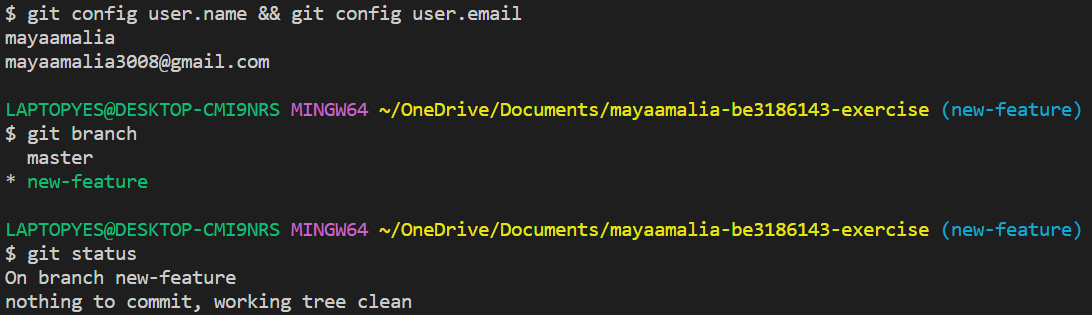 $ git config user.name && git config user.email
mayaamalia
mayaamalia3008@gmail.com
LAPTOPYES@DESKTOP-CMI9NRS MINGW64 ~/OneDrive/Documents/mayaamalia-be3186143-exercise (new-feature)
$ git branch
  master
* new-feature
LAPTOPYES@DESKTOP-CMI9NRS MINGW64 ~/OneDrive/Documents/mayaamalia-be3186143-exercise (new-feature)
$ git status
On branch new-feature
nothing to commit, working tree clean